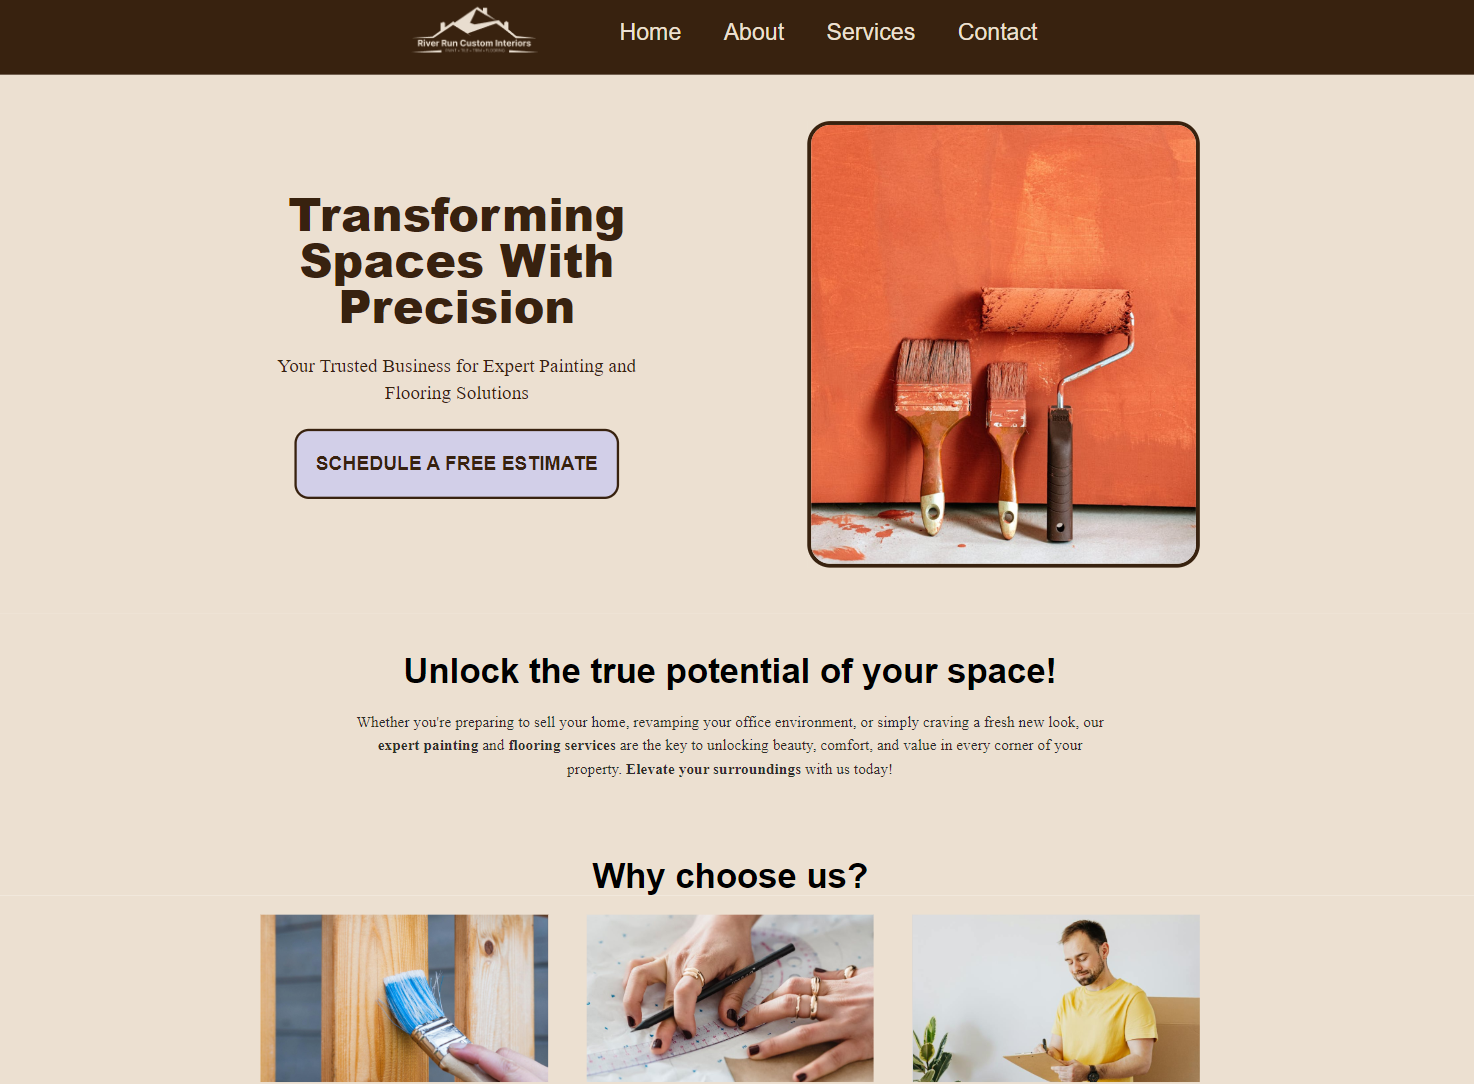 River Run Custom Interiors
PAINT • TILE • TRIM • FLOORING
Home About Services Contact
Transforming
Spaces With
Precision
Your Trusted Business for Expert Painting and
Flooring Solutions
SCHEDULE A FREE ESTIMATE
Unlock the true potential of your space!
Whether you're preparing to sell your home, revamping your office environment, or simply craving a fresh new look, our
expert painting and flooring services are the key to unlocking beauty, comfort, and value in every corner of your
property. Elevate your surroundings with us today!
Why choose us?